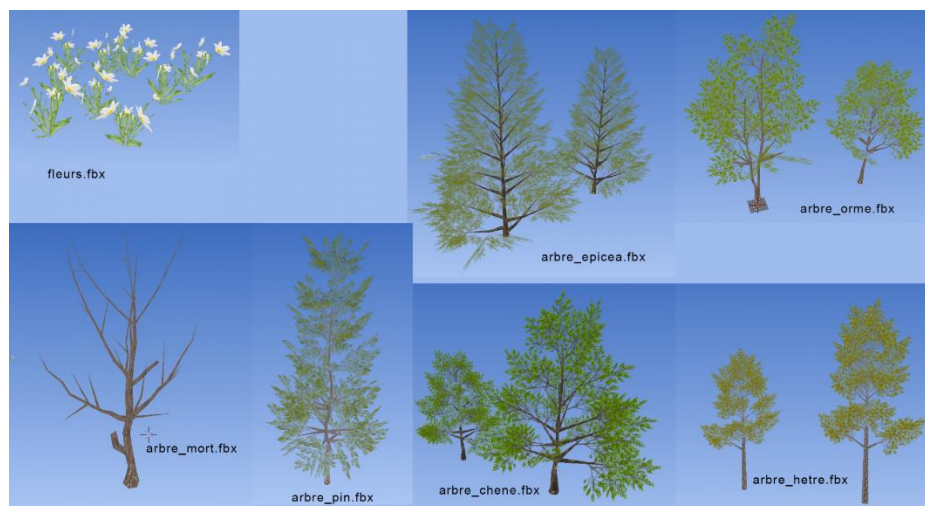 fleurs.fbx
arbre_epicea.fbx
arbre_orme.fbx
arbre_mort.fbx
arbre_pin.fbx
arbre_chene.fbx
arbre_hetre.fbx